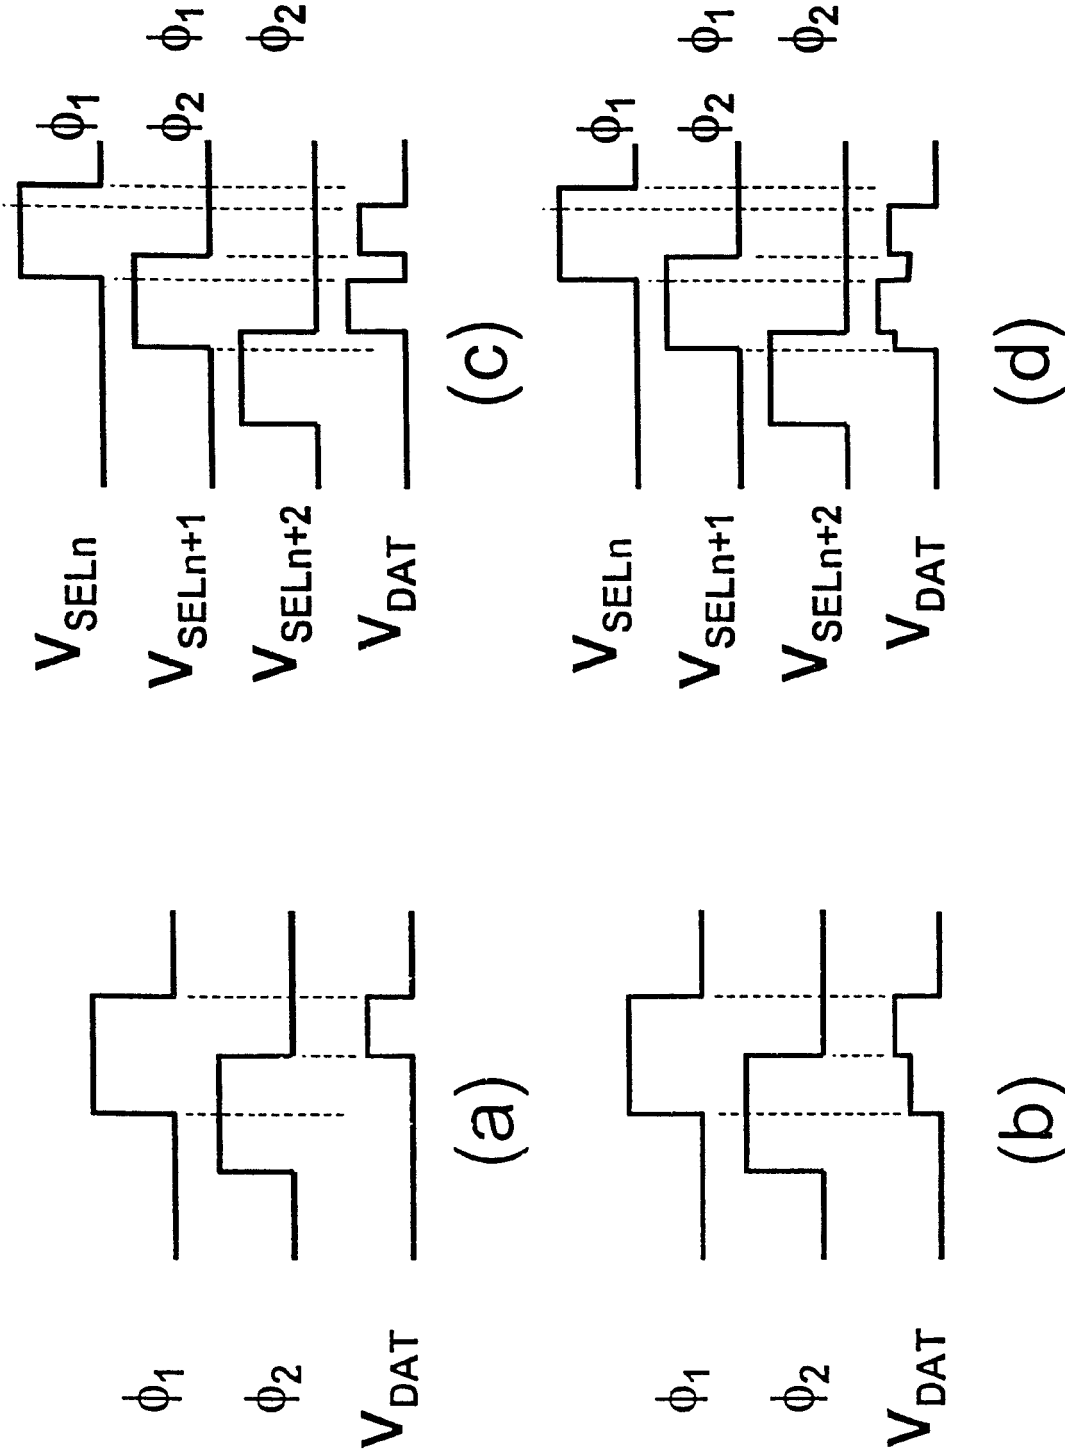 ϕ1
ϕ2
VDAT
(a)
VSELn ϕ1
VSELn+1 ϕ2 ϕ1
VSELn+2 ϕ2
VDAT
(c)
ϕ1
ϕ2
VDAT
(b)
VSELn ϕ1
VSELn+1 ϕ2 ϕ1
VSELn+2 ϕ2
VDAT
(d)